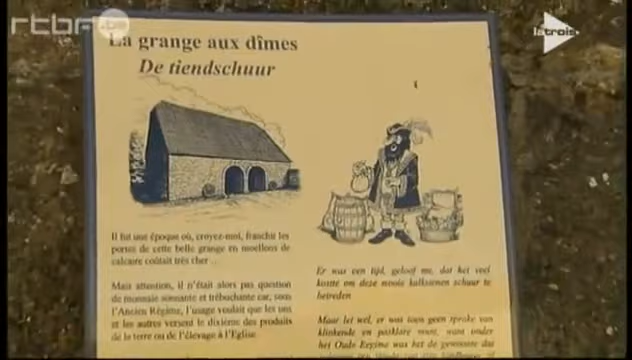 rtbf.be
la trois
La grange aux dîmes
De tiendschuur
Il fut une époque où, croyez-moi, franchir les
portes de cette belle grange en moellons de
calcaire coûtait très cher ...
Mais attention, il n'était alors pas question
de monnaie sonnante et trébuchante car, sous
l'Ancien Régime, l'usage voulait que les uns
et les autres versent le dixième des produits
de la terre ou de l'élevage à l'Eglise.
Er was een tijd, geloof me, dat het veel
kostte om deze mooie kalkstenen schuur te
betreden
Maar let wel, er was toen geen sprake van
klinkende en pasklare munt, want onder
het Oude Regime was het de gewoonte dat